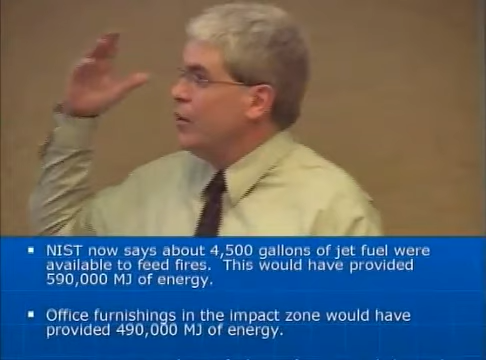 NIST now says about 4,500 gallons of jet fuel were
available to feed fires. This would have provided
590,000 MJ of energy.
Office furnishings in the impact zone would have
provided 490,000 MJ of energy.